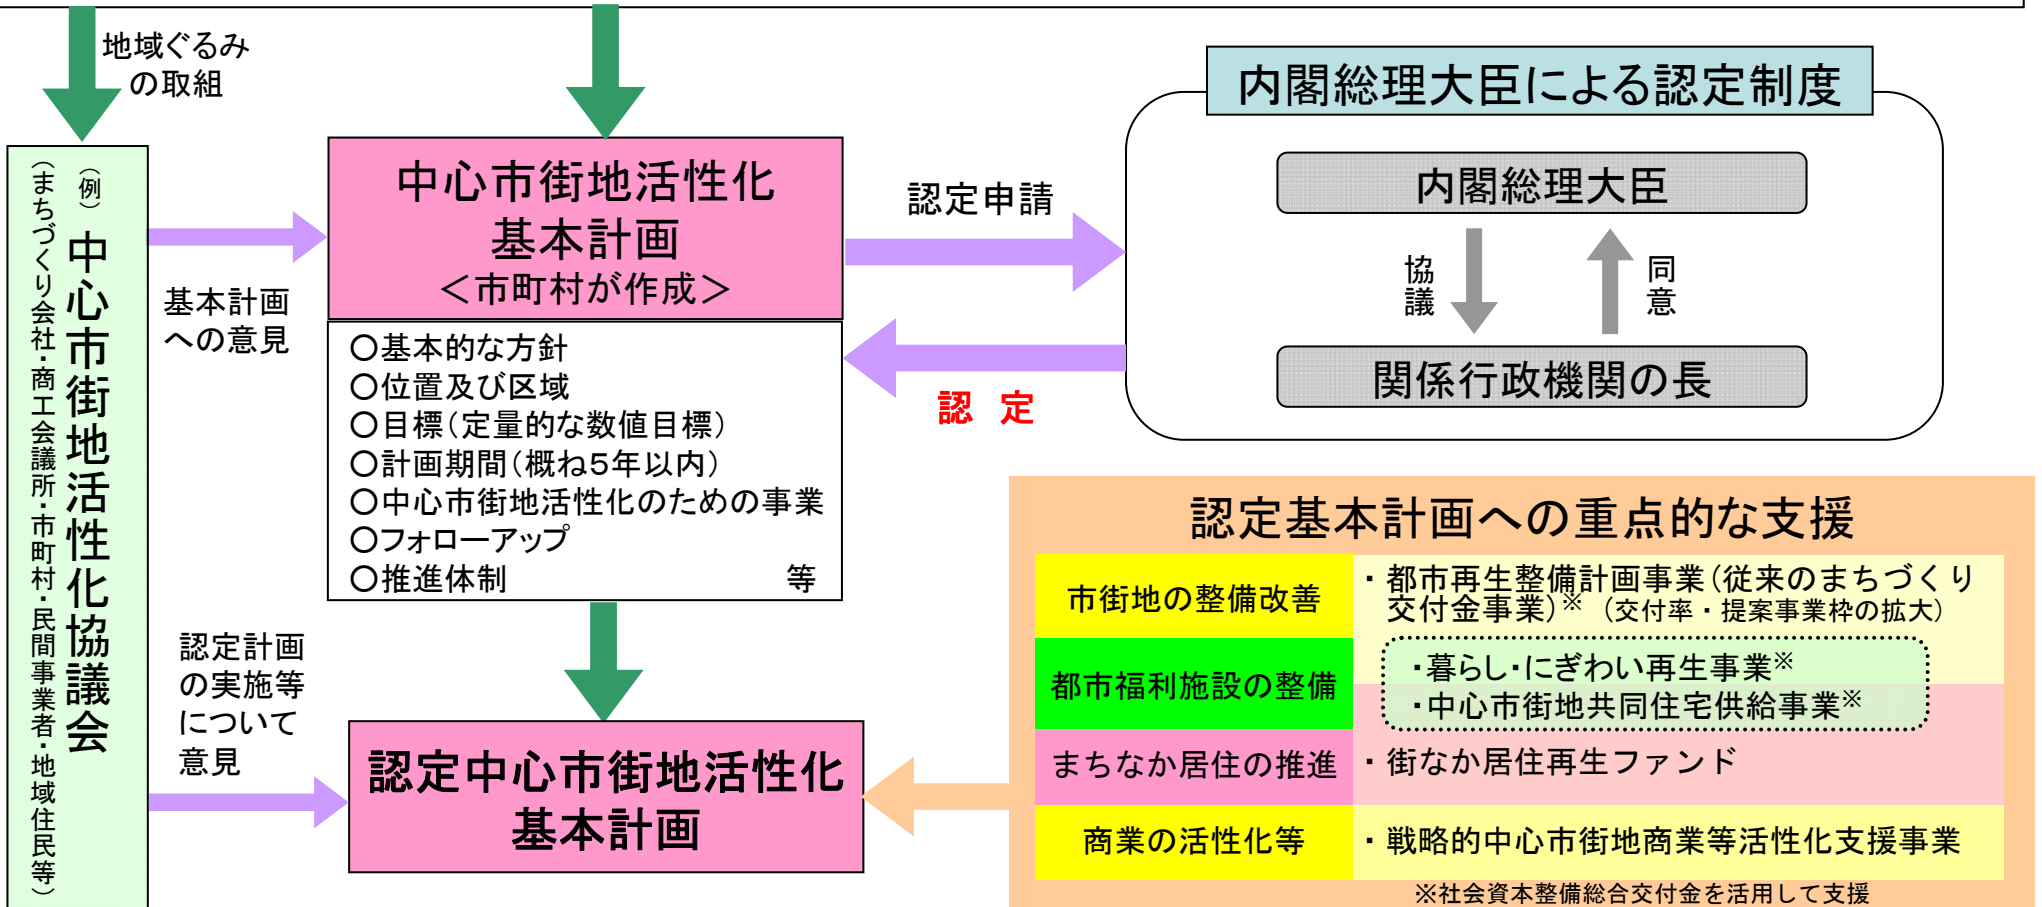 地域ぐるみ
の取組
(例) 中心市街地活性化協議会
(まちづくり会社・商工会議所・市町村・民間事業者・地域住民等)
基本計画
への意見
認定計画
の実施等
について
意見
中心市街地活性化
基本計画
＜市町村が作成＞
○基本的な方針
○位置及び区域
○目標(定量的な数値目標)
○計画期間(概ね5年以内)
○中心市街地活性化のための事業
○フォローアップ
○推進体制 等
認定中心市街地活性化
基本計画
認定申請
認 定
内閣総理大臣による認定制度
内閣総理大臣
協議
同意
関係行政機関の長
認定基本計画への重点的な支援
市街地の整備改善
・都市再生整備計画事業(従来のまちづくり
交付金事業)※ (交付率・提案事業枠の拡大)
都市福利施設の整備
・暮らし・にぎわい再生事業※
・中心市街地共同住宅供給事業※
まちなか居住の推進
・街なか居住再生ファンド
商業の活性化等
・戦略的中心市街地商業等活性化支援事業
※社会資本整備総合交付金を活用して支援